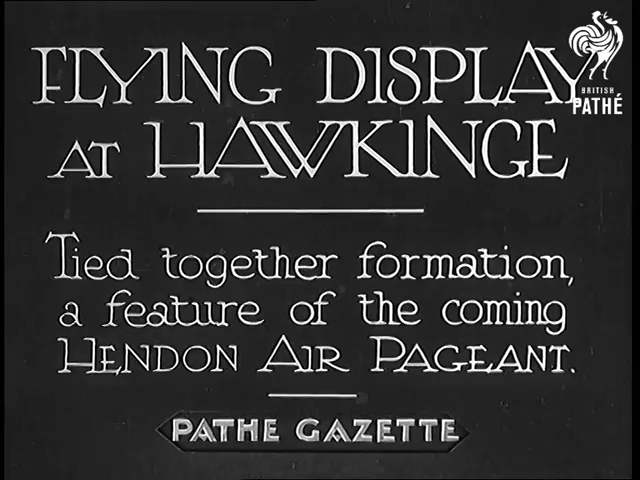 FLYING DISPLAY
AT HAWKINGE
Tied together formation,
a feature of the coming
HENDON AIR PAGEANT.
PATHE GAZETTE
BRITISH
PATHÉ